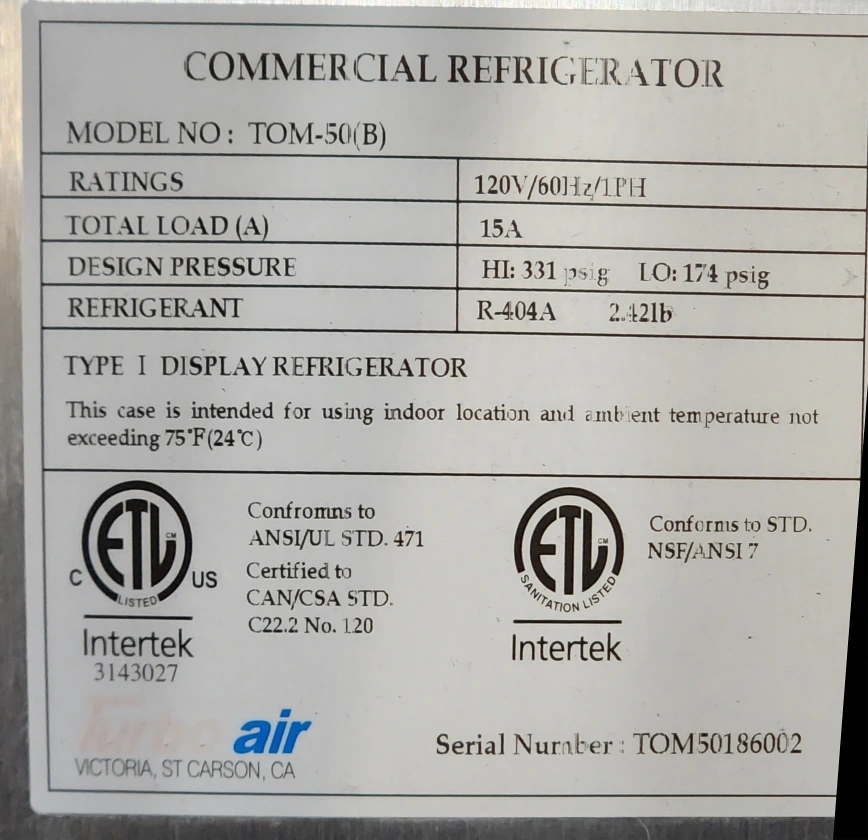 COMMERCIAL REFRIGERATOR
MODEL NO: TOM-50(B)
RATINGS 120V/60Hz/1PH
TOTAL LOAD (A) 15A
DESIGN PRESSURE HI: 331 psig LO: 174 psig
REFRIGERANT R-404A 2.42lb
TYPE I DISPLAY REFRIGERATOR
This case is intended for using indoor location and ambient temperature not
exceeding 75°F(24°C)
ETL CM
C US
LISTED
Intertek
3143027
Confromns to
ANSI/UL STD. 471
Certified to
CAN/CSA STD.
C22.2 No. 120
ETL CM
SANITATION LISTED
Intertek
Conforms to STD.
NSF/ANSI 7
Turbo air
VICTORIA, ST CARSON, CA
Serial Number : TOM50186002